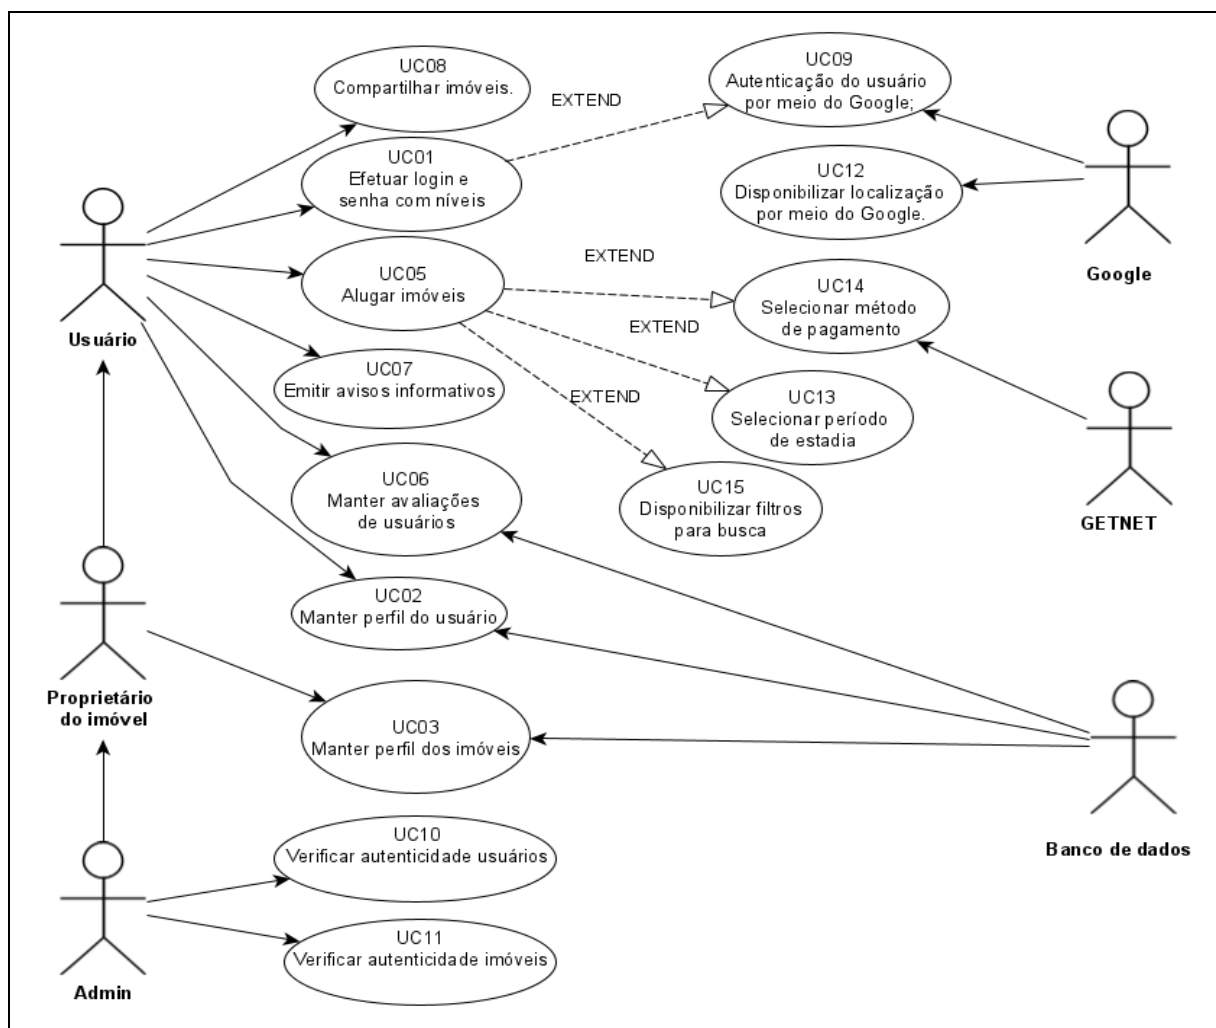 UC08
Compartilhar imóveis.
UC09
Autenticação do usuário
por meio do Google;
EXTEND
UC01
Efetuar login e
senha com níveis
UC12
Disponibilizar localização
por meio do Google.
Google
Usuário
UC05
Alugar imóveis
EXTEND
UC14
Selecionar método
de pagamento
EXTEND
UC07
Emitir avisos informativos
EXTEND
UC13
Selecionar período
de estadia
UC06
Manter avaliações
de usuários
UC15
Disponibilizar filtros
para busca
GETNET
UC02
Manter perfil do usuário
Proprietário
do imóvel
UC03
Manter perfil dos imóveis
Banco de dados
UC10
Verificar autenticidade usuários
UC11
Verificar autenticidade imóveis
Admin